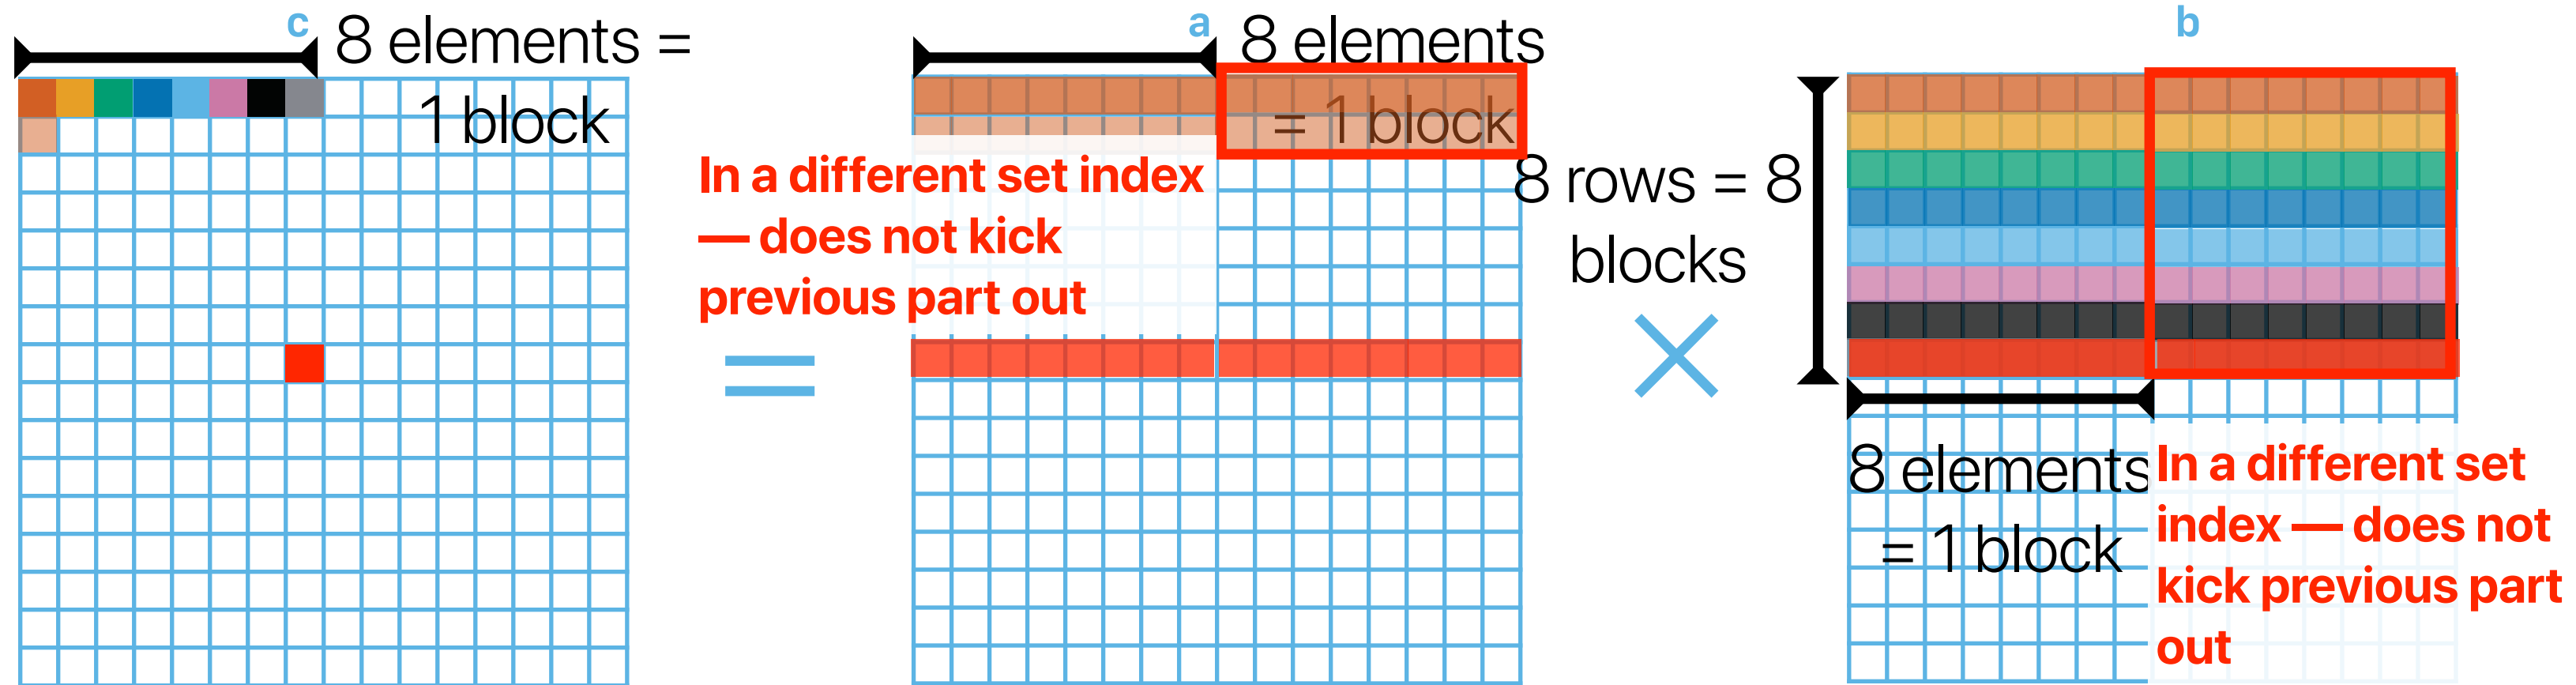 c
8 elements =
1 block
a
8 elements
= 1 block
In a different set index
— does not kick
previous part out
b
8 rows = 8
blocks
8 elements
= 1 block
In a different set
index — does not
kick previous part
out
=
×